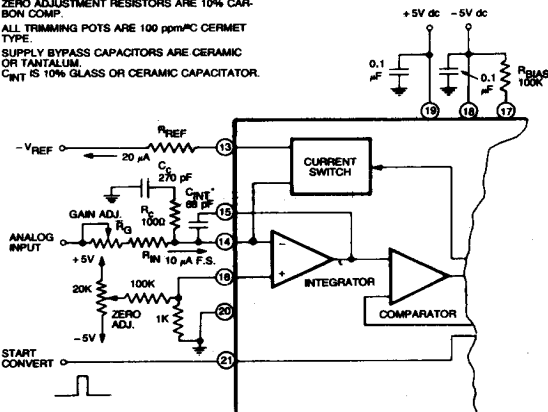 ZERO ADJUSTMENT RESISTORS ARE 10% CAR-
BON COMP.
ALL TRIMMING POTS ARE 100 ppm/°C CERMET
TYPE.
SUPPLY BYPASS CAPACITORS ARE CERAMIC
OR TANTALUM.
CINT IS 10% GLASS OR CERAMIC CAPACITATOR.
+5V dc
-5V dc
0.1
µF
0.1
µF
RBIAS
100K
19
18
17
-VREF
RREF
20 µA
13
CURRENT
SWITCH
CC
270 pF
CINT*
68 pF
RC
100Ω
15
GAIN ADJ.
RG
ANALOG
INPUT
RIN
10 µA F.S.
14
-
+
INTEGRATOR
COMPARATOR
+5V
20K
100K
ZERO
ADJ.
1K
-5V
20
START
CONVERT
21